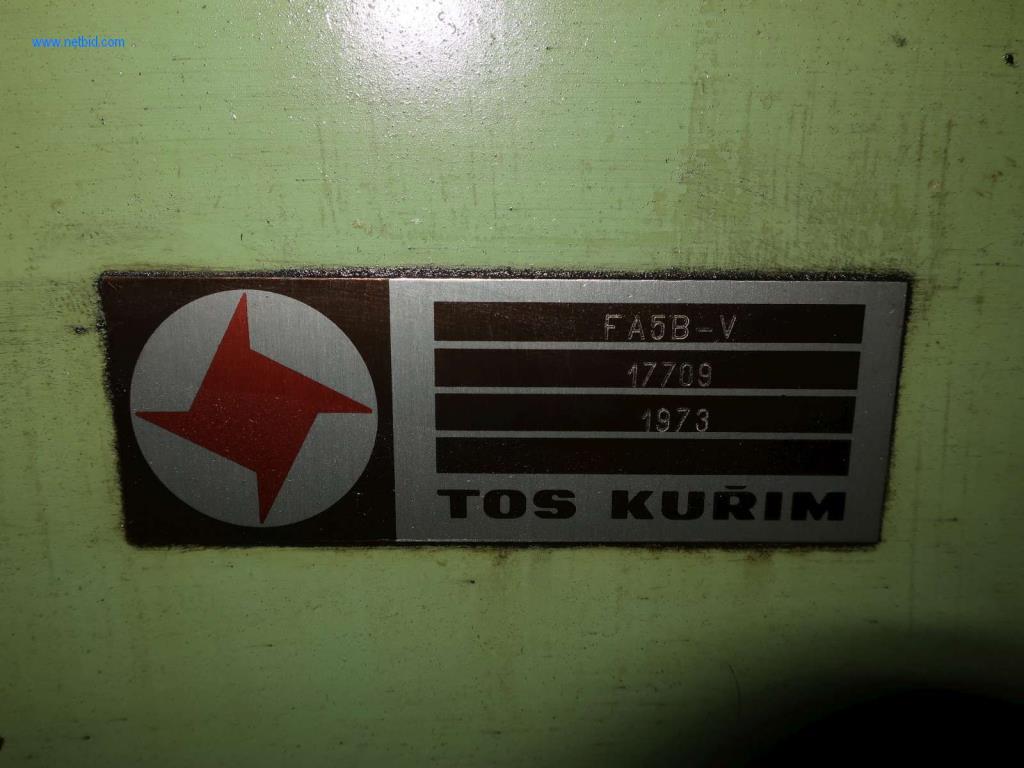 www.netbid.com
FA5B-V
17709
1973
TOS KUŘIM